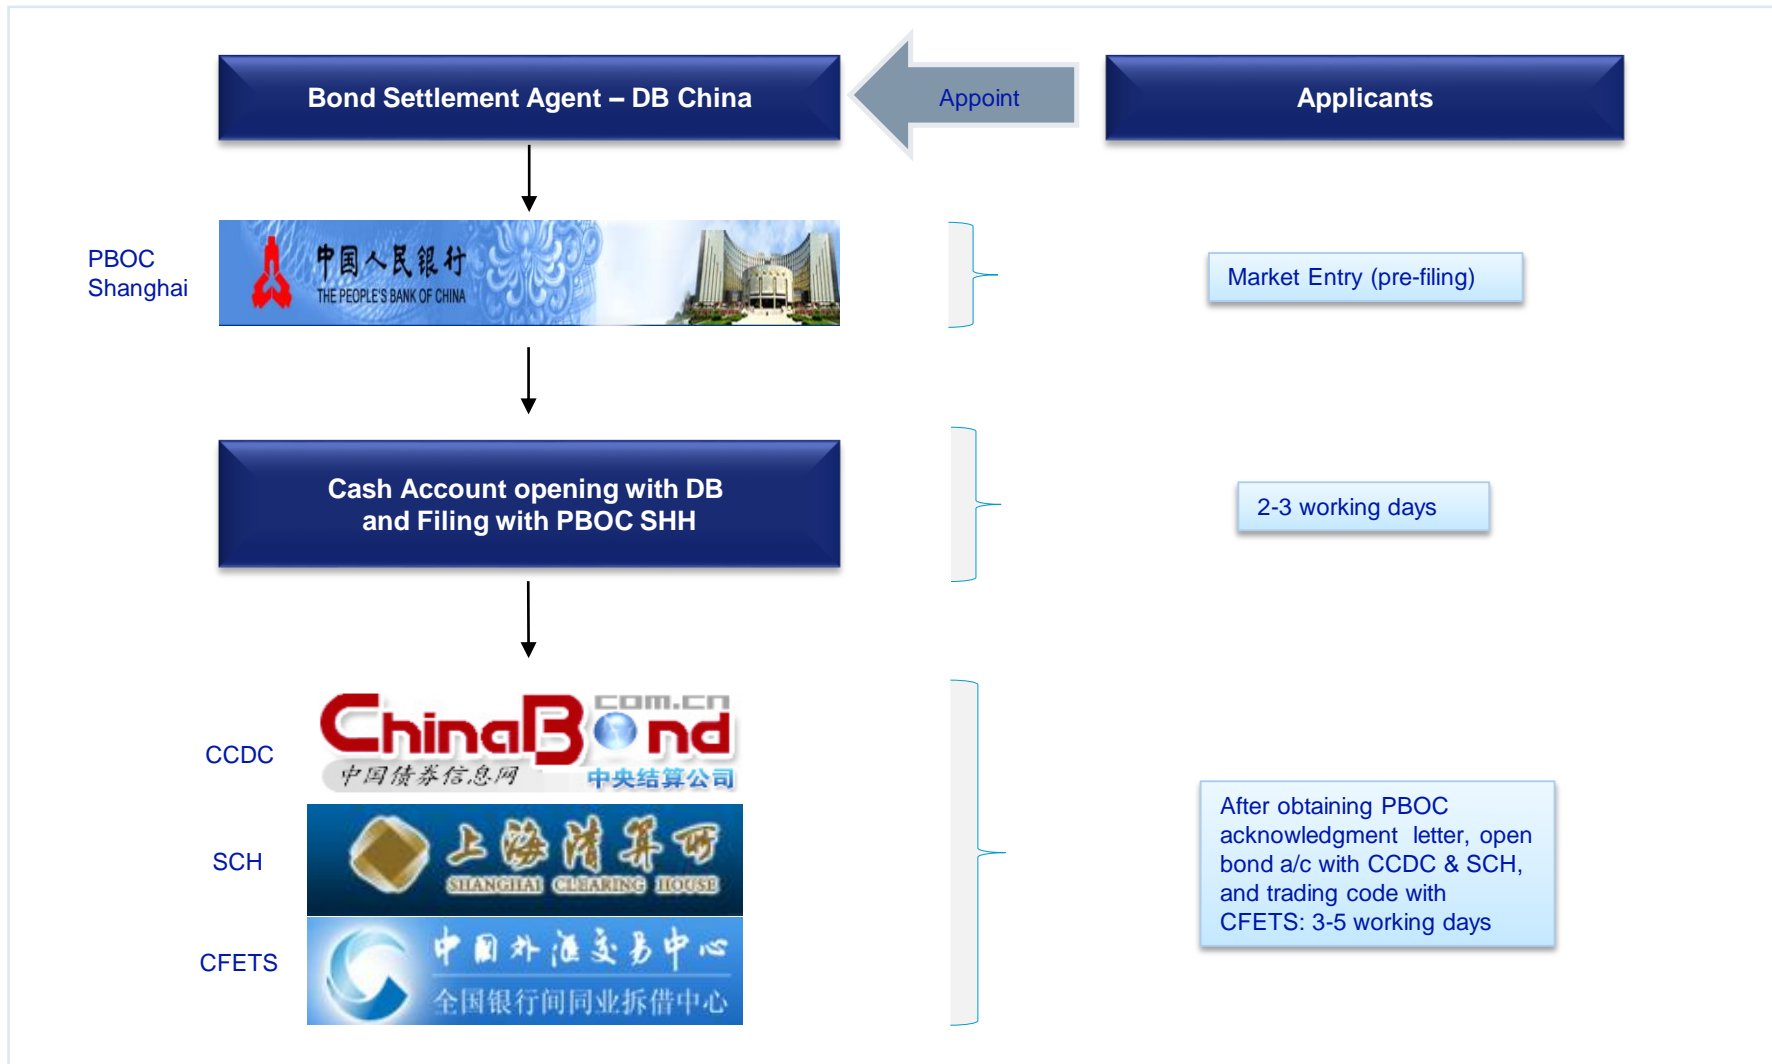 Bond Settlement Agent – DB China
Appoint
Applicants
PBOC
Shanghai
中国人民银行
THE PEOPLE'S BANK OF CHINA
Market Entry (pre-filing)
Cash Account opening with DB
and Filing with PBOC SHH
2-3 working days
CCDC
ChinaBond
com.cn
中国债券信息网
中央结算公司
SCH
上海清算所
SHANGHAI CLEARING HOUSE
CFETS
中国外汇交易中心
全国银行间同业拆借中心
After obtaining PBOC
acknowledgment letter, open
bond a/c with CCDC & SCH,
and trading code with
CFETS: 3-5 working days